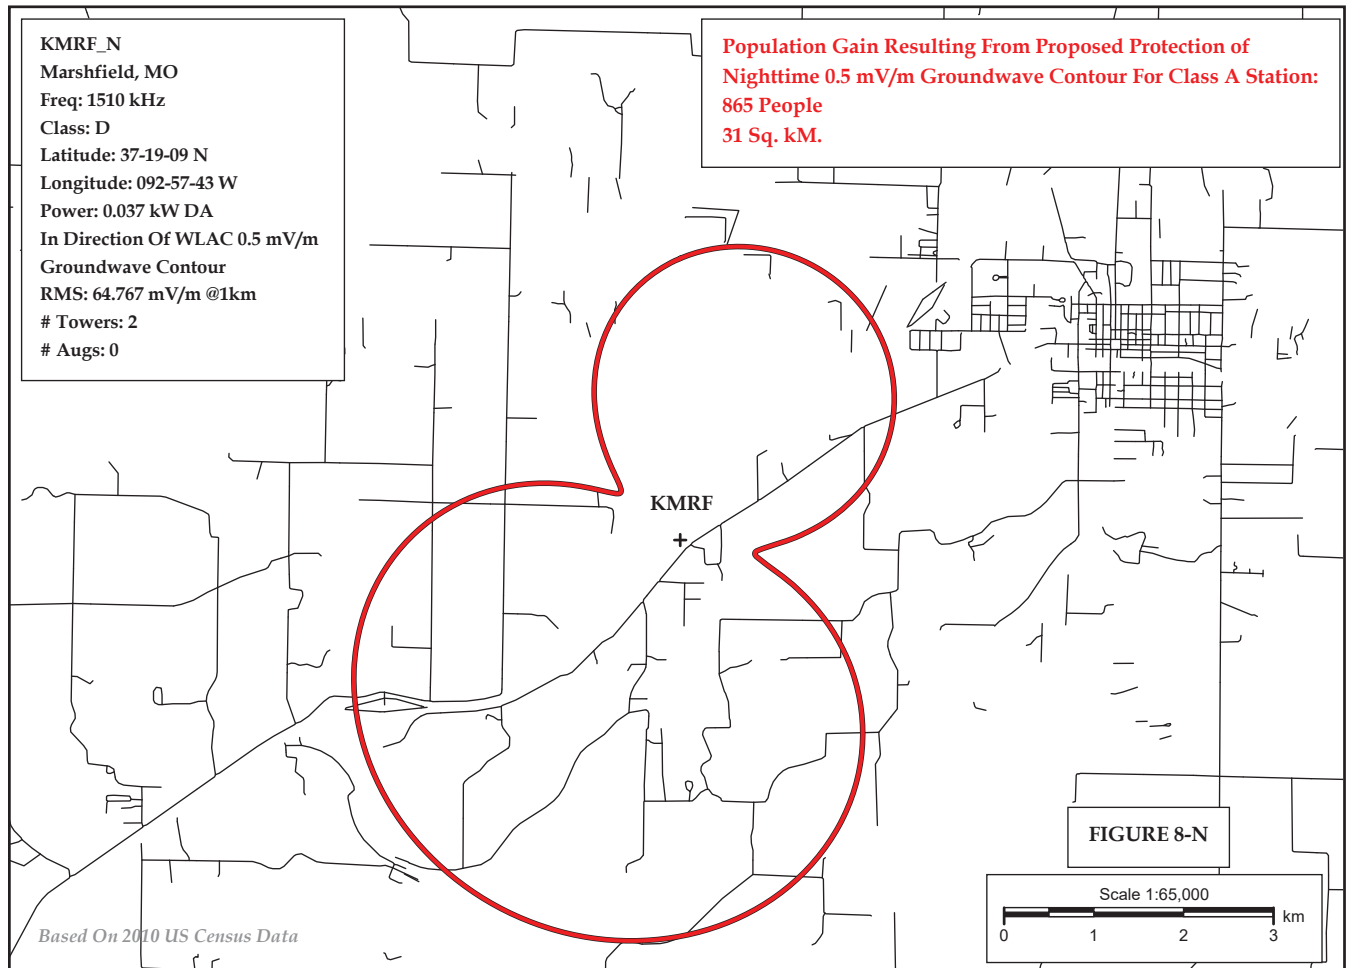 KMRF_N
Marshfield, MO
Freq: 1510 kHz
Class: D
Latitude: 37-19-09 N
Longitude: 092-57-43 W
Power: 0.037 kW DA
In Direction Of WLAC 0.5 mV/m
Groundwave Contour
RMS: 64.767 mV/m @1km
# Towers: 2
# Augs: 0
Population Gain Resulting From Proposed Protection of
Nighttime 0.5 mV/m Groundwave Contour For Class A Station:
865 People
31 Sq. kM.
KMRF
FIGURE 8-N
Scale 1:65,000
km
0 1 2 3
Based On 2010 US Census Data